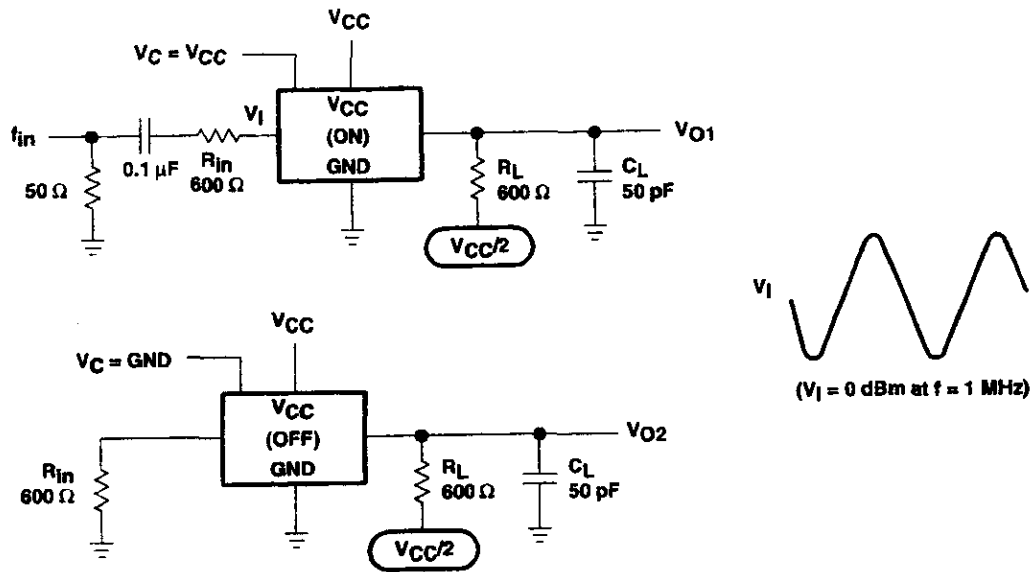 VCC
VC = VCC
VI
VCC
(ON)
GND
fin
50 Ω
0.1 µF
Rin
600 Ω
RL
600 Ω
VCC/2
CL
50 pF
VO1
VI
(VI = 0 dBm at f = 1 MHz)
VCC
VC = GND
VCC
(OFF)
GND
Rin
600 Ω
RL
600 Ω
VCC/2
CL
50 pF
VO2